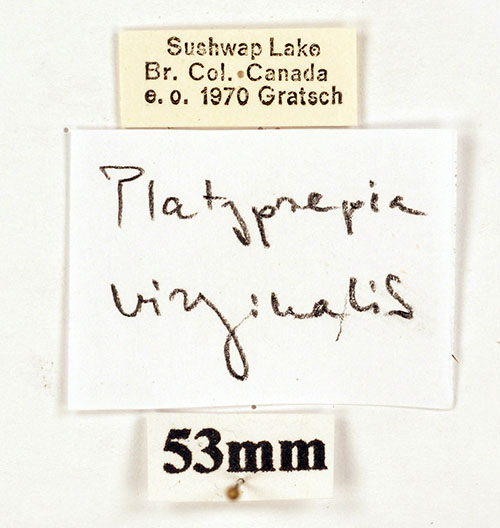 Sushwap Lake
Br. Col. Canada
e. o. 1970 Gratsch
Platyprepia
virginalis
53mm